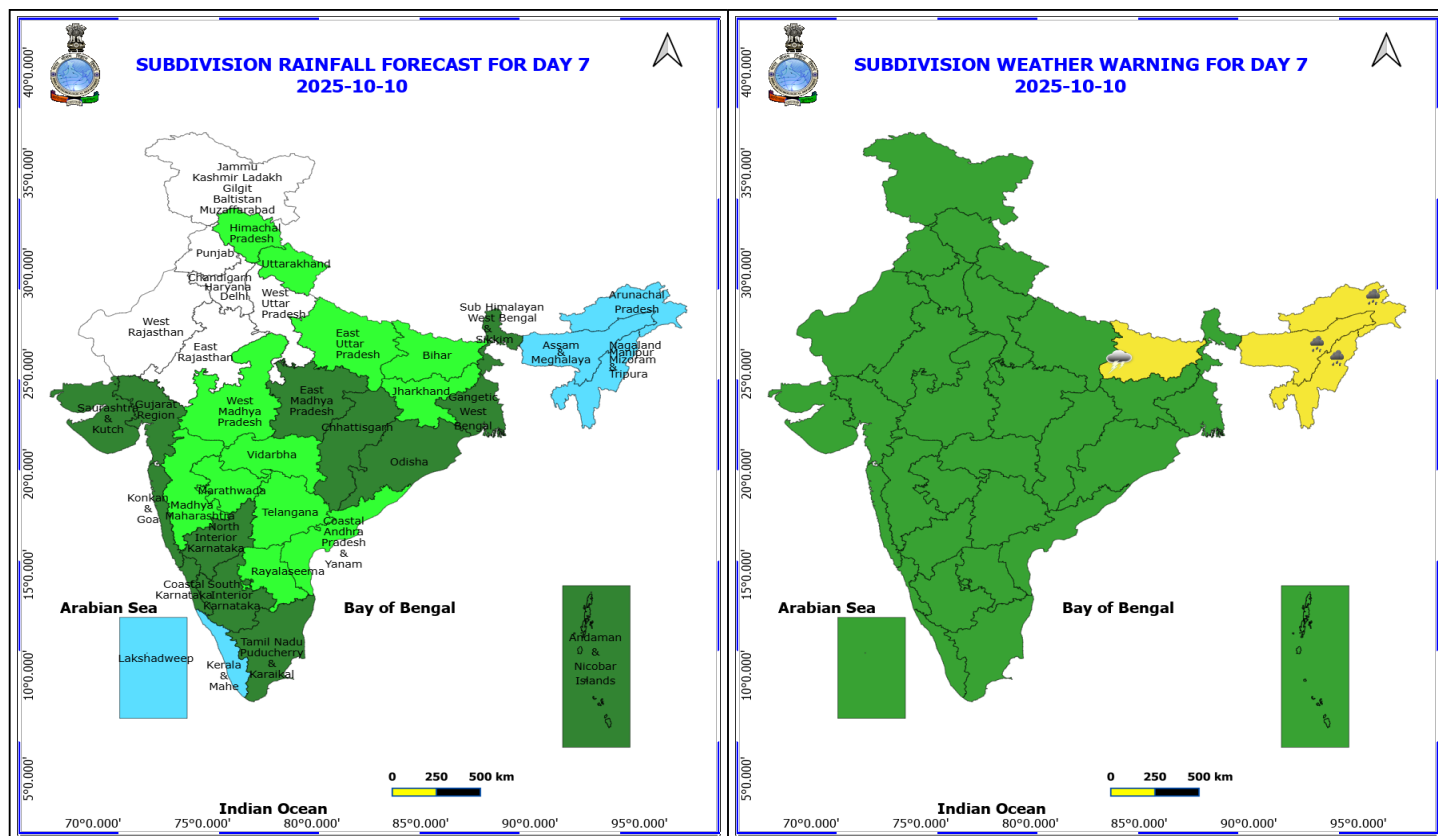 SUBDIVISION RAINFALL FORECAST FOR DAY 7
2025-10-10
40°0.000'
35°0.000'
30°0.000'
25°0.000'
20°0.000'
15°0.000'
10°0.000'
5°0.000'
Jammu
Kashmir Ladakh
Gilgit
Baltistan
Muzaffarabad
Himachal
Pradesh
Punjab
Uttarakhand
Chandigarh
Haryana
Delhi
West
Uttar
Pradesh
West
Rajasthan
East
Rajasthan
East
Uttar
Pradesh
Bihar
Sub Himalayan
West Bengal
&
Sikkim
Arunachal
Pradesh
Assam
&
Meghalaya
Nagaland
Manipur
Mizoram
&
Tripura
Jharkhand
Gangetic
West
Bengal
Saurashtra
&
Kutch
Gujarat
Region
West
Madhya
Pradesh
East
Madhya
Pradesh
Chhattisgarh
Odisha
Vidarbha
Marathwada
Konkan
&
Goa
Madhya
Maharashtra
Telangana
North
Interior
Karnataka
Coastal
Andhra
Pradesh
&
Yanam
Rayalaseema
Coastal
Karnataka
South
Interior
Karnataka
Arabian Sea
Bay of Bengal
Lakshadweep
Kerala
&
Mahe
Tamil Nadu
Puducherry
&
Karaikal
Andaman
&
Nicobar
Islands
0 250 500 km
Indian Ocean
70°0.000' 75°0.000' 80°0.000' 85°0.000' 90°0.000' 95°0.000'
SUBDIVISION WEATHER WARNING FOR DAY 7
2025-10-10
40°0.000'
35°0.000'
30°0.000'
25°0.000'
20°0.000'
15°0.000'
10°0.000'
5°0.000'
Arabian Sea
Bay of Bengal
0 250 500 km
Indian Ocean
70°0.000' 75°0.000' 80°0.000' 85°0.000' 90°0.000' 95°0.000'